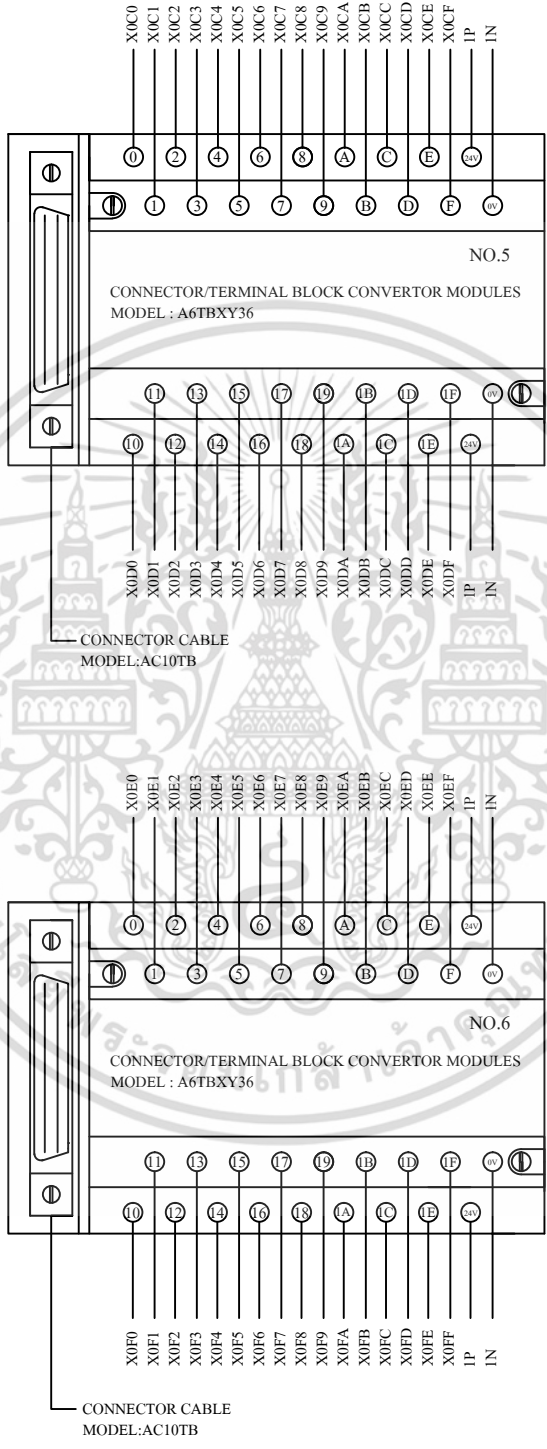 X0C0 X0C1 X0C2 X0C3 X0C4 X0C5 X0C6 X0C7 X0C8 X0C9 X0CA X0CB X0CC X0CD X0CE X0CF 1P 1N
0 2 4 6 8 A C E 24V
1 3 5 7 9 B D F 0V
NO.5
CONNECTOR/TERMINAL BLOCK CONVERTOR MODULES
MODEL : A6TBXY36
11 13 15 17 19 1B 1D 1F 0V
10 12 14 16 18 1A 1C 1E 24V
X0D0 X0D1 X0D2 X0D3 X0D4 X0D5 X0D6 X0D7 X0D8 X0D9 X0DA X0DB X0DC X0DD X0DE X0DF 1P 1N
CONNECTOR CABLE
MODEL:AC10TB
X0E0 X0E1 X0E2 X0E3 X0E4 X0E5 X0E6 X0E7 X0E8 X0E9 X0EA X0EB X0EC X0ED X0EE X0EF 1P 1N
0 2 4 6 8 A C E 24V
1 3 5 7 9 B D F 0V
NO.6
CONNECTOR/TERMINAL BLOCK CONVERTOR MODULES
MODEL : A6TBXY36
11 13 15 17 19 1B 1D 1F 0V
10 12 14 16 18 1A 1C 1E 24V
X0F0 X0F1 X0F2 X0F3 X0F4 X0F5 X0F6 X0F7 X0F8 X0F9 X0FA X0FB X0FC X0FD X0FE X0FF 1P 1N
CONNECTOR CABLE
MODEL:AC10TB